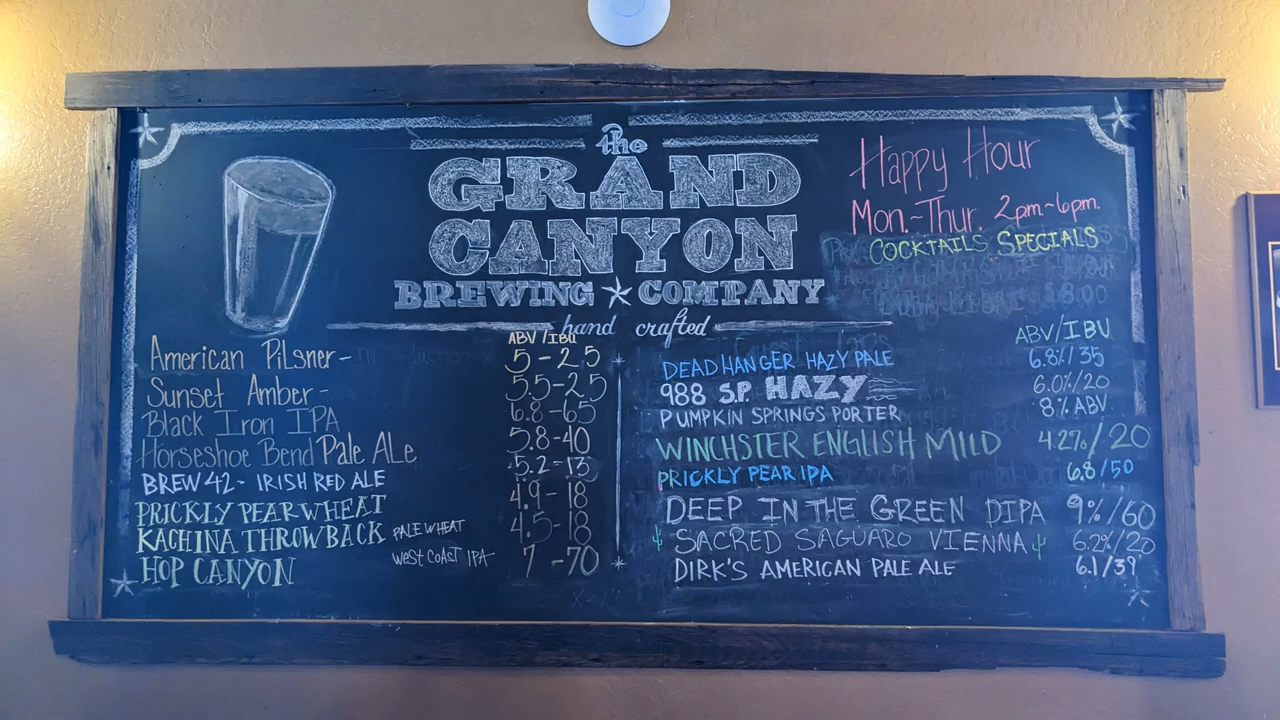 the
GRAND
CANYON
BREWING ★ COMPANY
hand crafted
Happy Hour
Mon.~Thur. 2pm.~6pm.
COCKTAILS SPECIALS
ABV/IBU
American Pilsner- 5-2.5
Sunset Amber- 5.5-2.5
Black Iron IPA 6.8-65
Horseshoe Bend Pale Ale 5.8-40
BREW 42- IRISH RED ALE 5.2-13
PRICKLY PEAR WHEAT 4.9-18
KACHINA THROWBACK PALE WHEAT 4.5-18
HOP CANYON WEST COAST IPA 7-70
ABV/IBU
DEAD HANGER HAZY PALE 6.8%/35
988 S.P. HAZY 6.0%/20
PUMPKIN SPRINGS PORTER 8% ABV
WINCHSTER ENGLISH MILD 4.2%/20
PRICKLY PEAR IPA 6.8/50
DEEP IN THE GREEN DIPA 9%/60
SACRED SAGUARO VIENNA 6.2%/20
DIRK'S AMERICAN PALE ALE 6.1/39